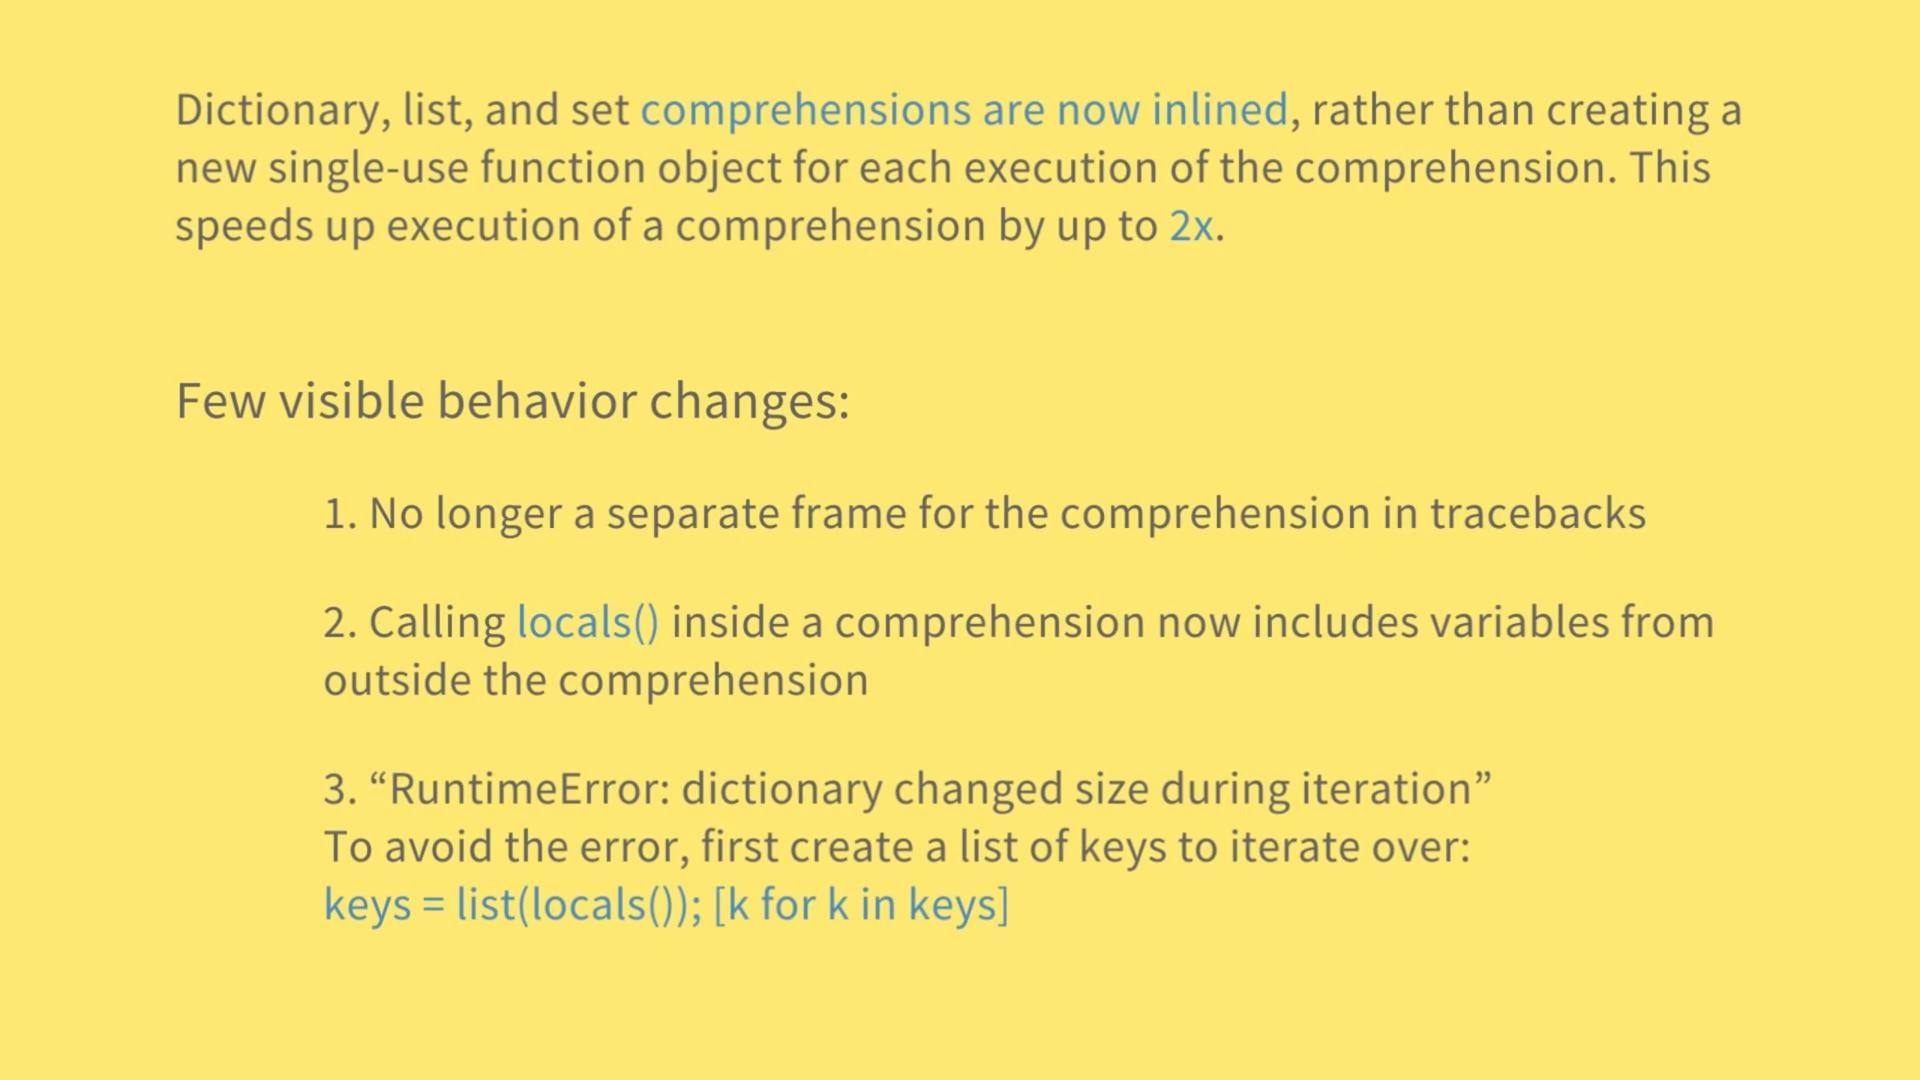 Dictionary, list, and set comprehensions are now inlined, rather than creating a
new single-use function object for each execution of the comprehension. This
speeds up execution of a comprehension by up to 2x.
Few visible behavior changes:
1. No longer a separate frame for the comprehension in tracebacks
2. Calling locals() inside a comprehension now includes variables from
outside the comprehension
3. “RuntimeError: dictionary changed size during iteration”
To avoid the error, first create a list of keys to iterate over:
keys = list(locals()); [k for k in keys]